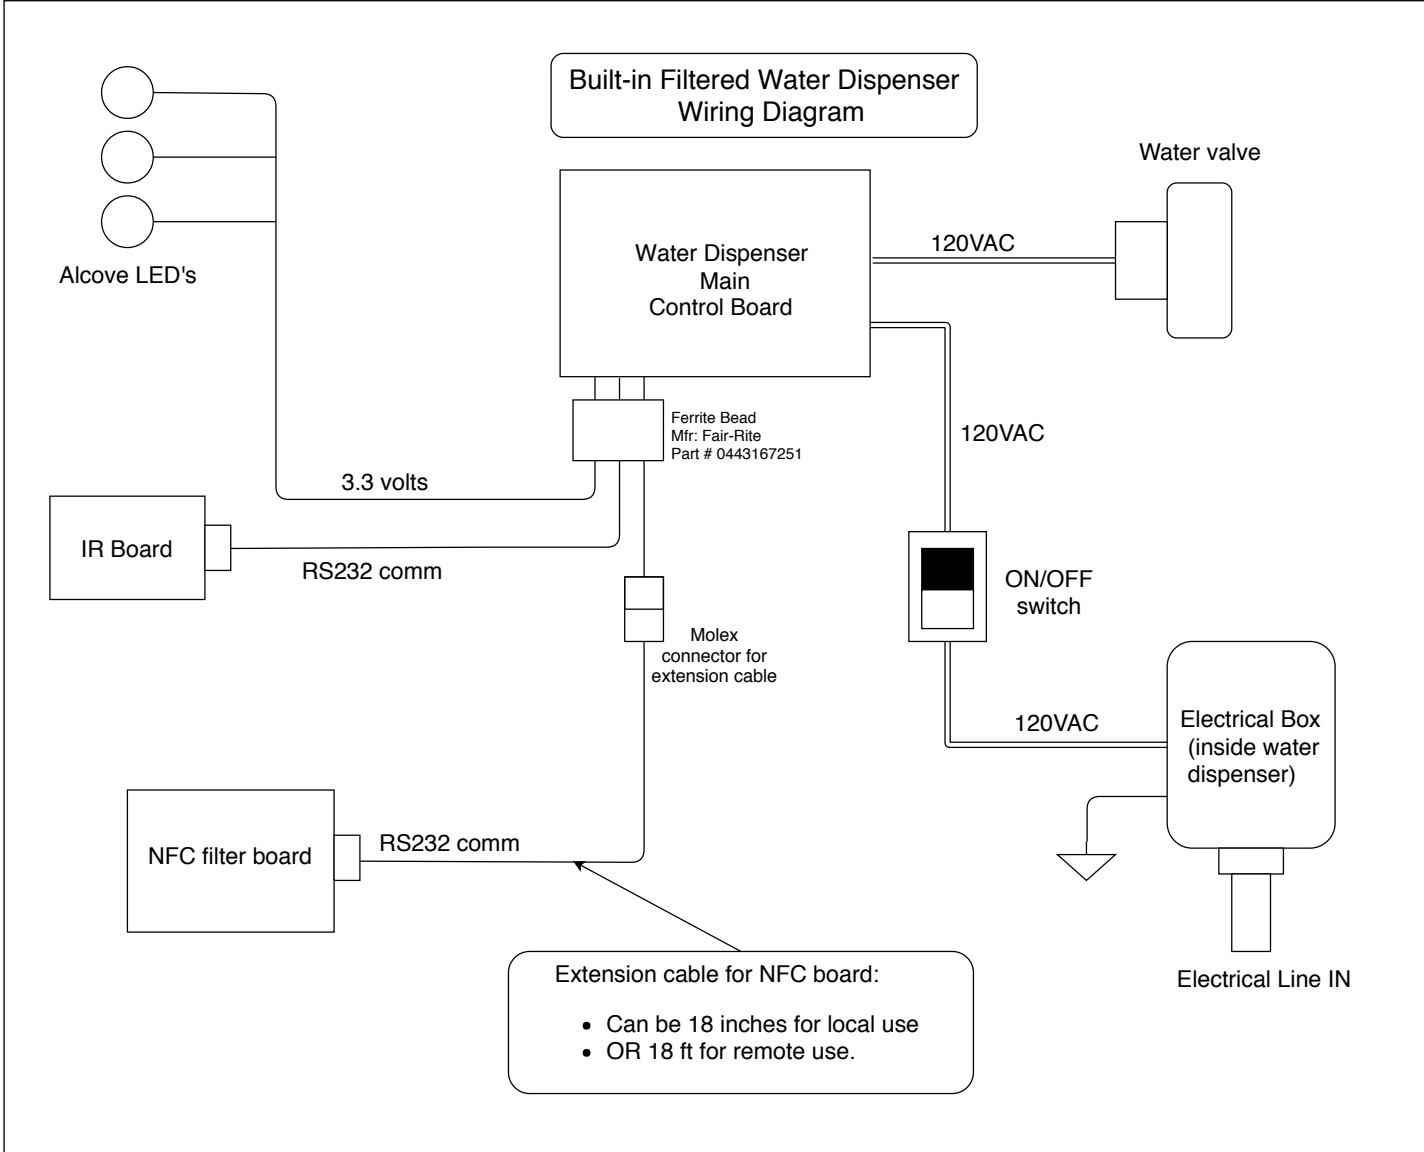 Built-in Filtered Water Dispenser
Wiring Diagram
Water valve
Alcove LED's
Water Dispenser
Main
Control Board
120VAC
120VAC
Ferrite Bead
Mfr: Fair-Rite
Part # 0443167251
3.3 volts
IR Board
RS232 comm
ON/OFF
switch
Molex
connector for
extension cable
120VAC
Electrical Box
(inside water
dispenser)
NFC filter board
RS232 comm
Electrical Line IN
Extension cable for NFC board:
• Can be 18 inches for local use
• OR 18 ft for remote use.